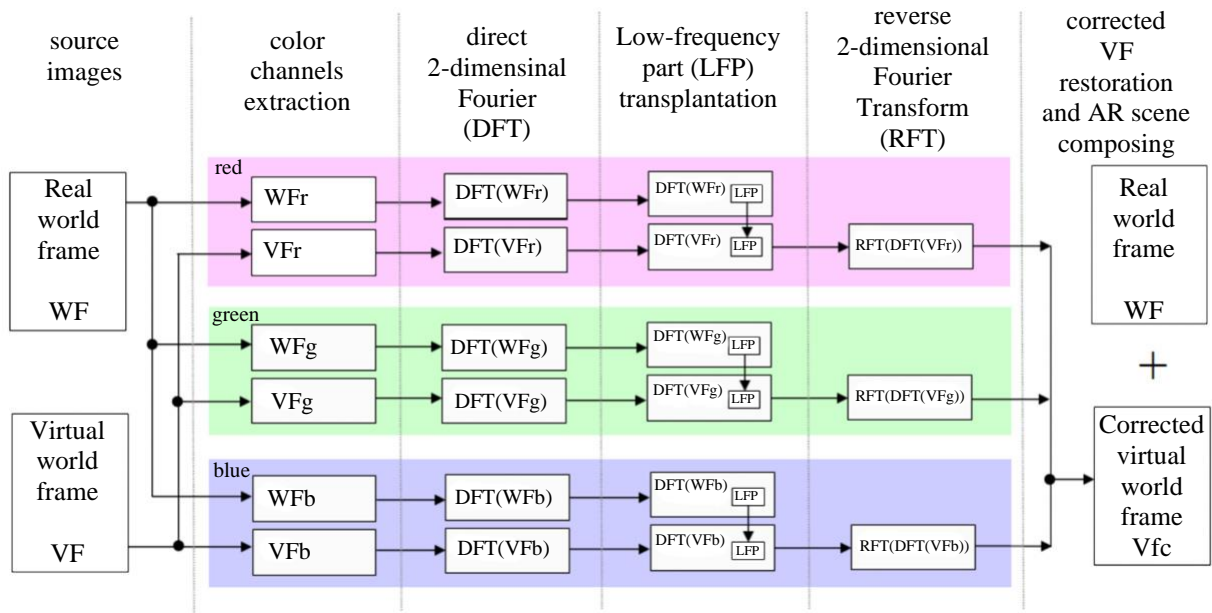 source
images
color
channels
extraction
direct
2-dimensinal
Fourier
(DFT)
Low-frequency
part (LFP)
transplantation
reverse
2-dimensional
Fourier
Transform
(RFT)
corrected
VF
restoration
and AR scene
composing
Real
world
frame
WF
Virtual
world
frame
VF
red
WFr
DFT(WFr)
DFT(WFr)
LFP
VFr
DFT(VFr)
DFT(VFr)
LFP
RFT(DFT(VFr))
green
WFg
DFT(WFg)
DFT(WFg)
LFP
VFg
DFT(VFg)
DFT(VFg)
LFP
RFT(DFT(VFg))
blue
WFb
DFT(WFb)
DFT(WFb)
LFP
VFb
DFT(VFb)
DFT(VFb)
LFP
RFT(DFT(VFb))
Real
world
frame
WF
+
Corrected
virtual
world
frame
Vfc